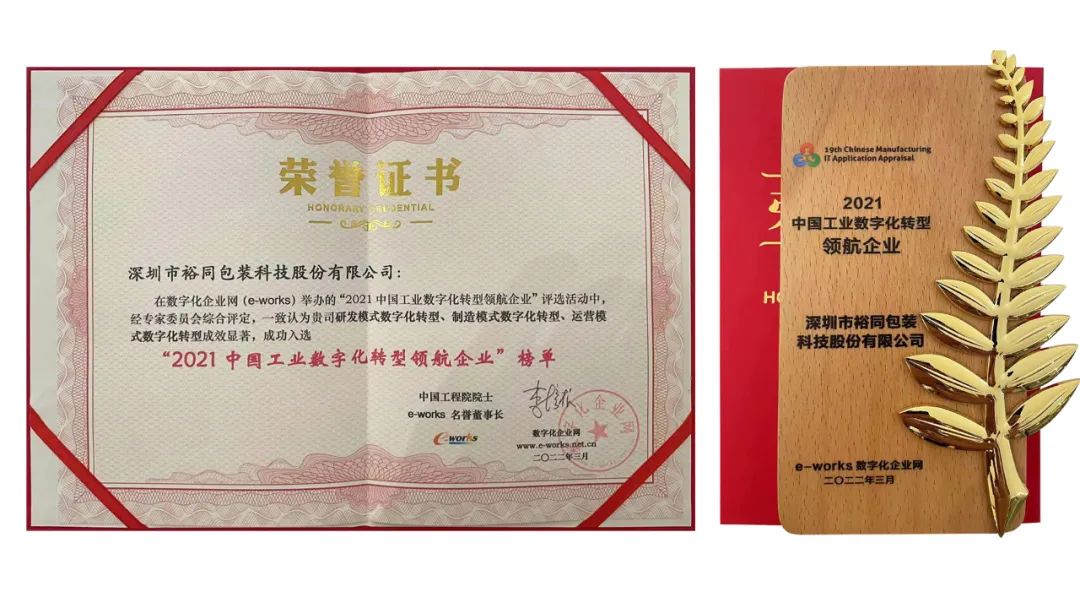 荣誉证书
HONORARY CREDENTIAL
深圳市裕同包装科技股份有限公司：
在数字化企业网（e-works）举办的“2021中国工业数字化转型领航企业”评选活动中，
经专家委员会综合评定，一致认为贵司研发模式数字化转型、制造模式数字化转型、运营模
式数字化转型成效显著，成功入选
“2021中国工业数字化转型领航企业”榜单
中国工程院院士
e-works 名誉董事长
e-works
数字化企业网
www.e-works.net.cn
二〇二二年三月
19th Chinese Manufacturing
IT Application Appraisal
2021
中国工业数字化转型
领航企业
深圳市裕同包装
科技股份有限公司
e-works 数字化企业网
二〇二二年三月